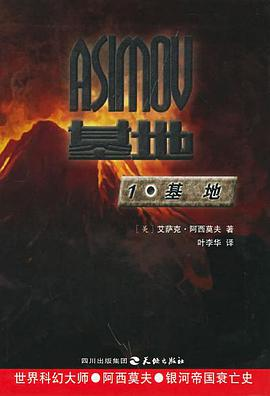 ASIMOV
基地
1●基地
［美］艾萨克·阿西莫夫 著
叶李华 译
四川出版集团 天地出版社
世界科幻大师●阿西莫夫●银河帝国衰亡史